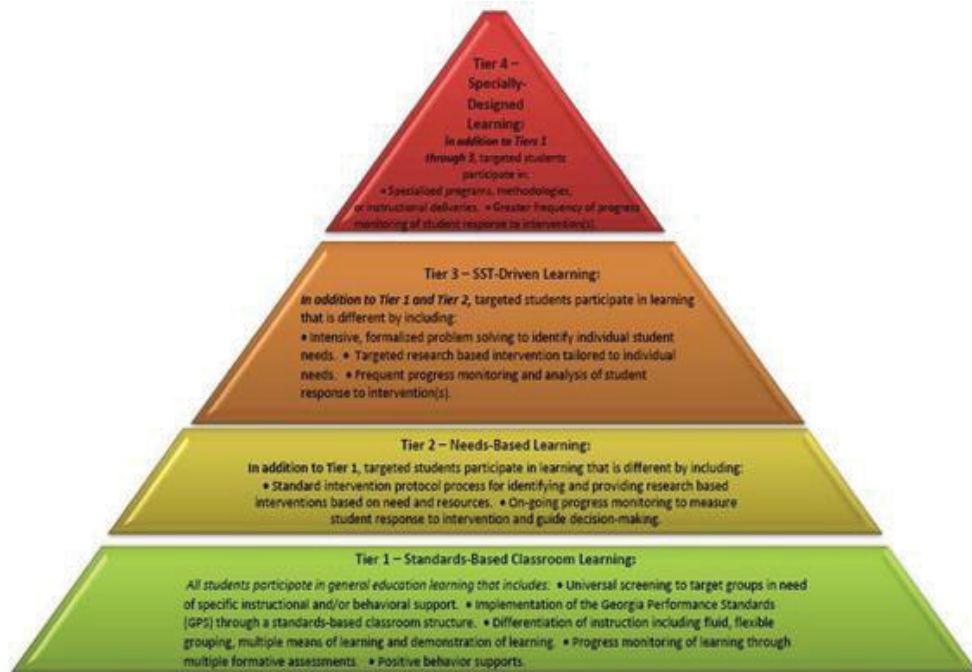 Tier 4 –
Specially-
Designed
Learning:
In addition to Tiers 1
through 3, targeted students
participate in:
• Specialized programs, methodologies,
or instructional deliveries. • Greater frequency of progress
monitoring of student response to intervention(s).
Tier 3 – SST-Driven Learning:
In addition to Tier 1 and Tier 2, targeted students participate in learning
that is different by including:
• Intensive, formalized problem solving to identify individual student
needs. • Targeted research based intervention tailored to individual
needs. • Frequent progress monitoring and analysis of student
response to intervention(s).
Tier 2 – Needs-Based Learning:
In addition to Tier 1, targeted students participate in learning that is different by including:
• Standard intervention protocol process for identifying and providing research based
interventions based on need and resources. • On-going progress monitoring to measure
student response to intervention and guide decision-making.
Tier 1 – Standards-Based Classroom Learning:
All students participate in general education learning that includes: • Universal screening to target groups in need
of specific instructional and/or behavioral support. • Implementation of the Georgia Performance Standards
(GPS) through a standards-based classroom structure. • Differentiation of instruction including fluid, flexible
grouping, multiple means of learning and demonstration of learning. • Progress monitoring of learning through
multiple formative assessments. • Positive behavior supports.